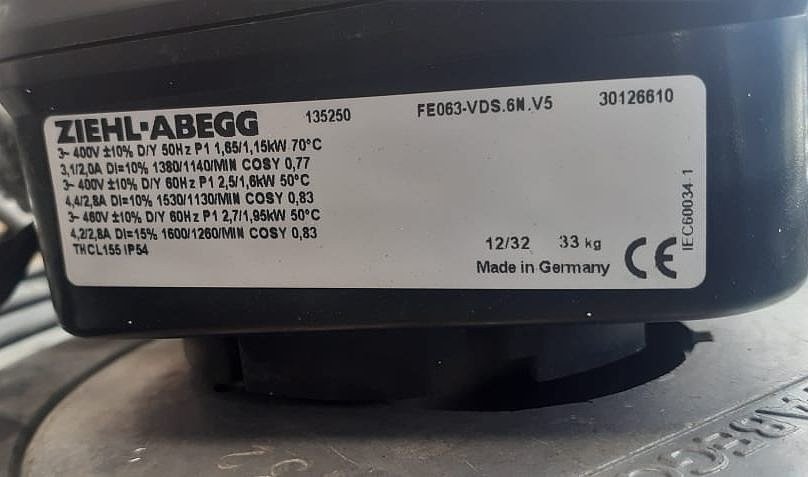 ZIEHL-ABEGG 135250 FE063-VDS.6N.V5 30126610
3~ 400V ±10% D/Y 50Hz P1 1,65/1,15kW 70°C
3,1/2,0A DI=10% 1380/1140/MIN COSY 0,77
3~ 400V ±10% D/Y 60Hz P1 2,5/1,6kW 50°C
4,4/2,8A DI=10% 1530/1130/MIN COSY 0,83
3~ 460V ±10% D/Y 60Hz P1 2,7/1,95kW 50°C
4,2/2,8A DI=15% 1600/1260/MIN COSY 0,83
THCL155 IP54
12/32 33 kg
Made in Germany CE
IEC60034-1